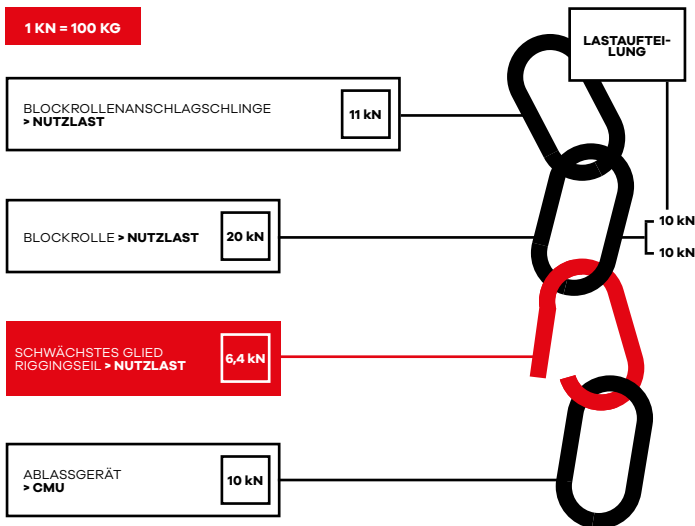 1 KN = 100 KG
LASTAUFTEI-
LUNG
BLOCKROLLENANSCHLAGSCHLINGE
> NUTZLAST
11 kN
BLOCKROLLE > NUTZLAST
20 kN
10 kN
10 kN
SCHWÄCHSTES GLIED
RIGGINGSEIL > NUTZLAST
6,4 kN
ABLASSGERÄT
> CMU
10 kN